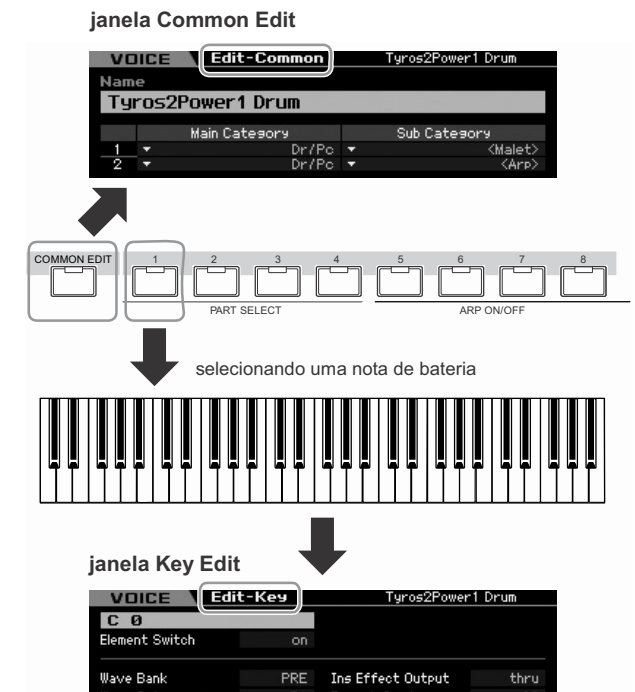 janela Common Edit
VOICE Edit-Common Tyros2Power1 Drum
Name
Tyros2Power1 Drum
Main Category Sub Category
1 Dr/Pc <Malet>
2 Dr/Pc <Arp>
COMMON EDIT 1 2 3 4 5 6 7 8
PART SELECT ARP ON/OFF
selecionando uma nota de bateria
janela Key Edit
VOICE Edit-Key Tyros2Power1 Drum
C 0
Element Switch on
Wave Bank PRE Ins Effect Output thru